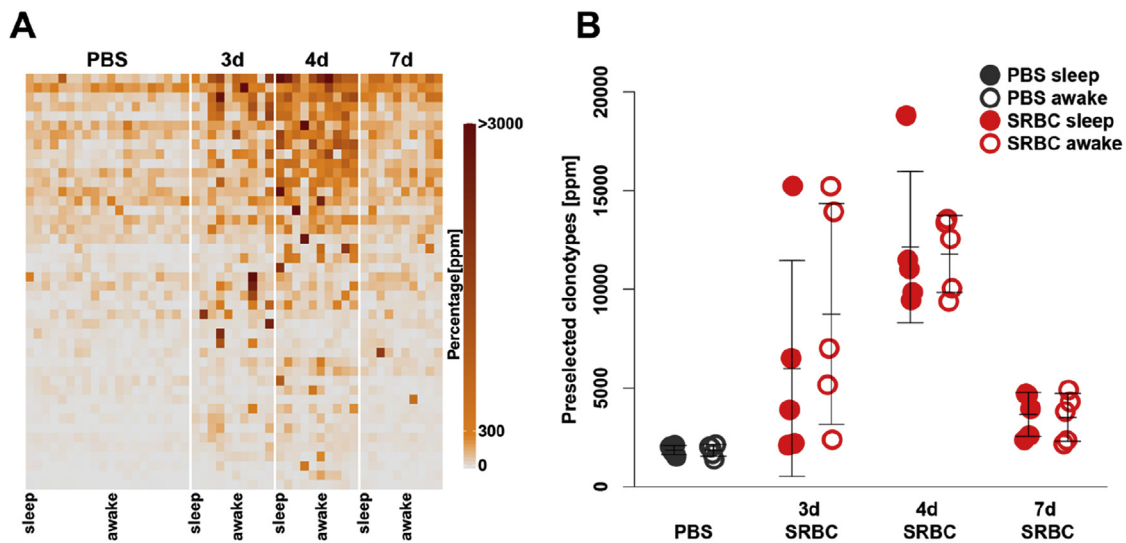 A
PBS 3d 4d 7d
sleep awake sleep awake sleep awake sleep awake
Percentage[ppm]
>3000
300
0
B
Preselected clonotypes [ppm]
20000
15000
10000
5000
0
PBS sleep
PBS awake
SRBC sleep
SRBC awake
PBS
3d
SRBC
4d
SRBC
7d
SRBC